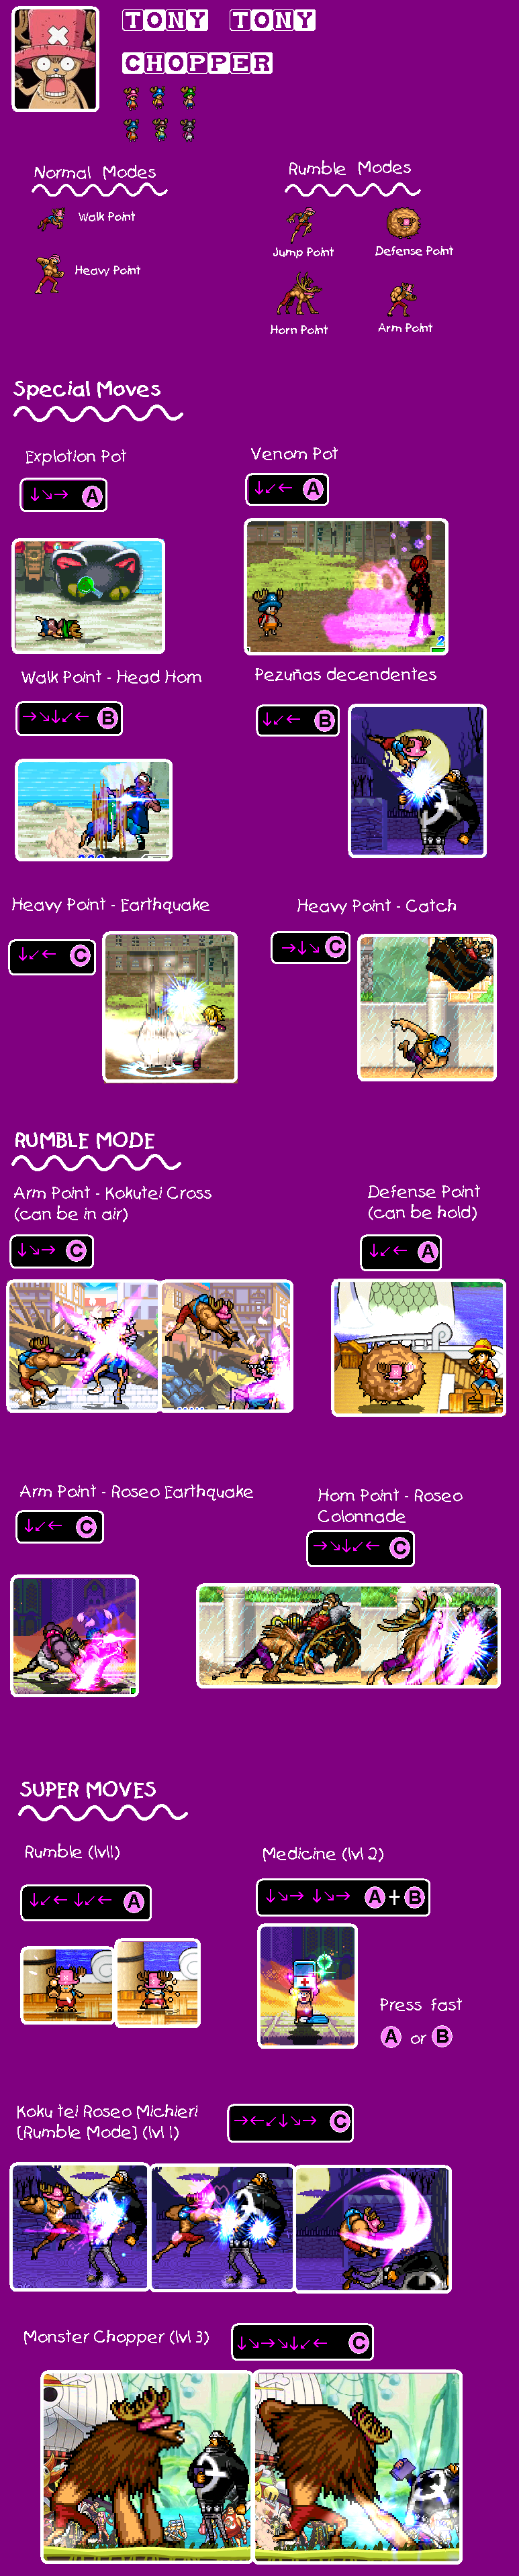 TONY TONY
CHOPPER
Normal Modes
Walk Point
Heavy Point
Rumble Modes
Jump Point
Defense Point
Horn Point
Arm Point
Special Moves
Explotion Pot
↓↘→ A
Venom Pot
↓↙← A
2
Walk Point - Head Horn
→↘↓↙← B
Pezuñas decendentes
↓↙← B
Heavy Point - Earthquake
↓↙← C
Heavy Point - Catch
→↓↘ C
RUMBLE MODE
Arm Point - Kokutei Cross
(can be in air)
↓↘→ C
Defense Point
(can be hold)
↓↙← A
Arm Point - Roseo Earthquake
↓↙← C
Horn Point - Roseo
Colonnade
→↘↓↙← C
SUPER MOVES
Rumble (lvl1)
↓↙← ↓↙← A
Medicine (lvl 2)
↓↘→ ↓↘→ A + B
Press fast
A or B
Koku tei Roseo Michieri
[Rumble Mode] (lvl 1)
→←↙↓↘→ C
Monster Chopper (lvl 3)
↓↘→↘↓↙← C